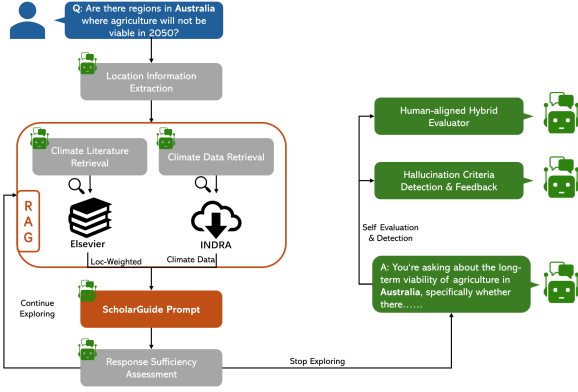 Q: Are there regions in Australia
where agriculture will not be
viable in 2050?
Location Information
Extraction
Climate Literature
Retrieval
Climate Data Retrieval
RAG
Elsevier
INDRA
Loc-Weighted
Climate Data
ScholarGuide Prompt
Continue
Exploring
Response Sufficiency
Assessment
Stop Exploring
Human-aligned Hybrid
Evaluator
Hallucination Criteria
Detection & Feedback
Self Evaluation
& Detection
A: You're asking about the long-
term viability of agriculture in
Australia, specifically whether
there……